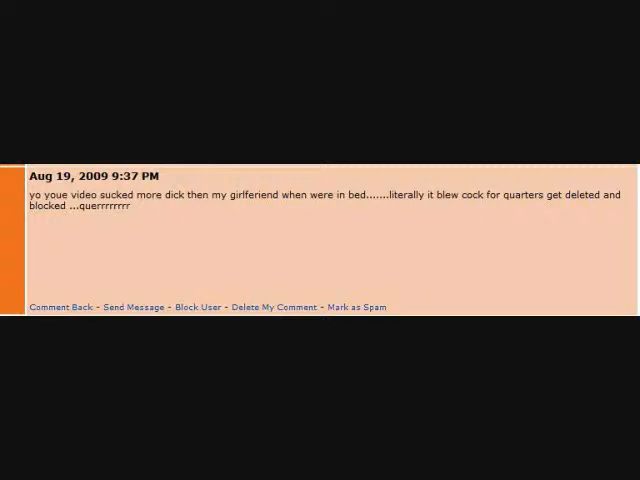 Aug 19, 2009 9:37 PM
yo youe video sucked more dick then my girlferiend when were in bed.......literally it blew cock for quarters get deleted and
blocked ...querrrrrrrr
Comment Back - Send Message - Block User - Delete My Comment - Mark as Spam